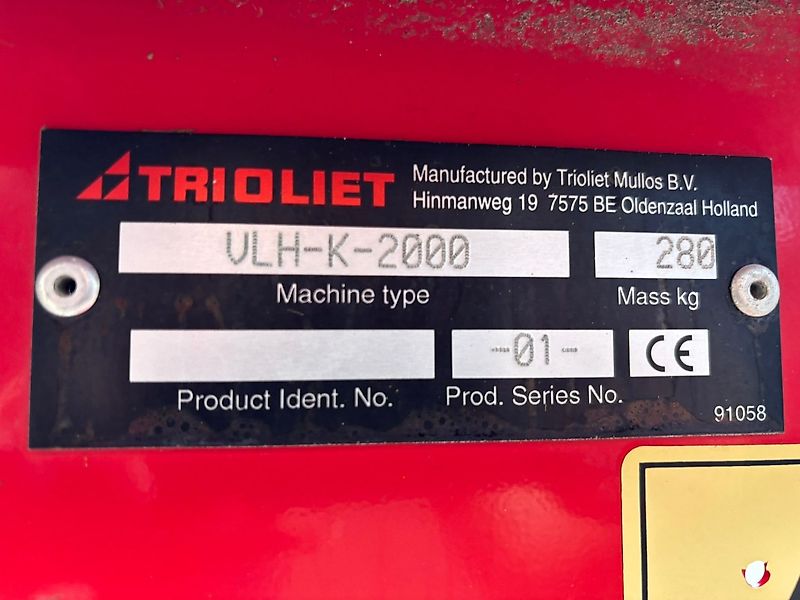 TRIOLIET
Manufactured by Trioliet Mullos B.V.
Hinmanweg 19 7575 BE Oldenzaal Holland
VLH-K-2000
280
Machine type
Mass kg
-01-
CE
Product Ident. No.
Prod. Series No.
91058